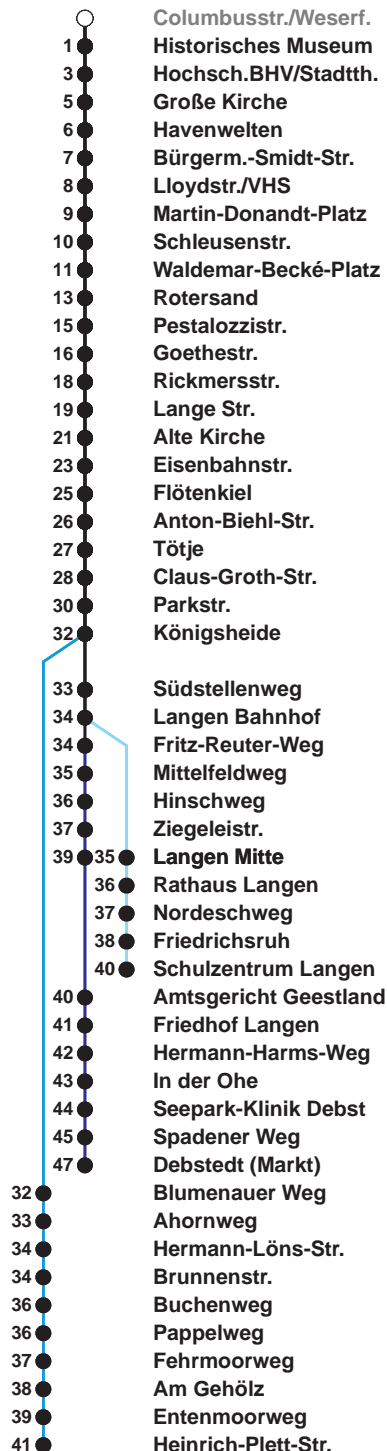 Columbusstr./Weserf.
1 Historisches Museum
3 Hochsch.BHV/Stadtth.
5 Große Kirche
6 Havenwelten
7 Bürgerm.-Smidt-Str.
8 Lloydstr./VHS
9 Martin-Donandt-Platz
10 Schleusenstr.
11 Waldemar-Becké-Platz
13 Rotersand
15 Pestalozzistr.
16 Goethestr.
18 Rickmersstr.
19 Lange Str.
21 Alte Kirche
23 Eisenbahnstr.
25 Flötenkiel
26 Anton-Biehl-Str.
27 Tötje
28 Claus-Groth-Str.
30 Parkstr.
32 Königsheide
33 Südstellenweg
34 Langen Bahnhof
34 Fritz-Reuter-Weg
35 Mittelfeldweg
36 Hinschweg
37 Ziegeleistr.
39 35 Langen Mitte
36 Rathaus Langen
37 Nordeschweg
38 Friedrichsruh
40 Schulzentrum Langen
40 Amtsgericht Geestland
41 Friedhof Langen
42 Hermann-Harms-Weg
43 In der Ohe
44 Seepark-Klinik Debst
45 Spadener Weg
47 Debstedt (Markt)
32 Blumenauer Weg
33 Ahornweg
34 Hermann-Löns-Str.
34 Brunnenstr.
36 Buchenweg
36 Pappelweg
37 Fehrmoorweg
38 Am Gehölz
39 Entenmoorweg
41 Heinrich-Plett-Str.